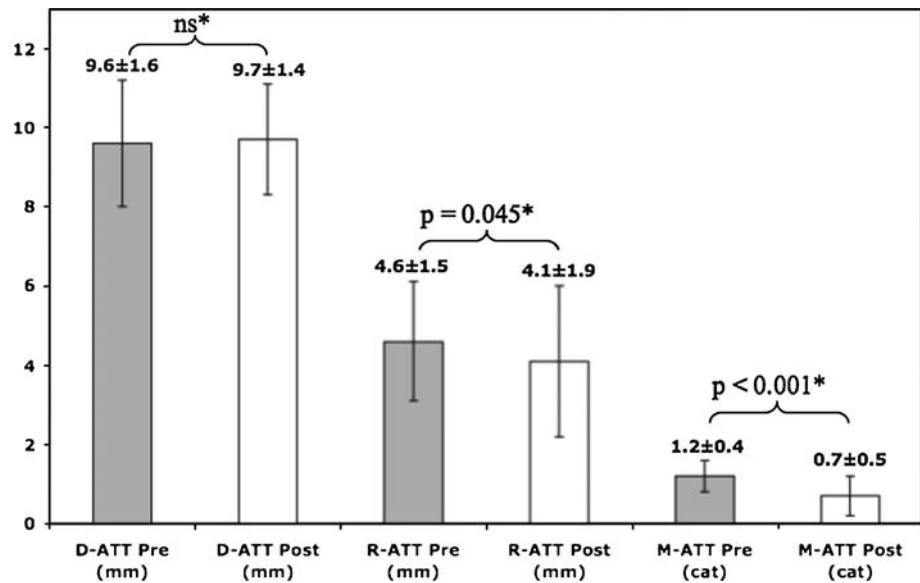 ns*
12
9.6±1.6
9.7±1.4
10
8
p = 0.045*
4.6±1.5
4.1±1.9
6
4
p < 0.001*
1.2±0.4
0.7±0.5
2
0
D-ATT Pre D-ATT Post R-ATT Pre R-ATT Post M-ATT Pre M-ATT Post
(mm) (mm) (mm) (mm) (cat) (cat)